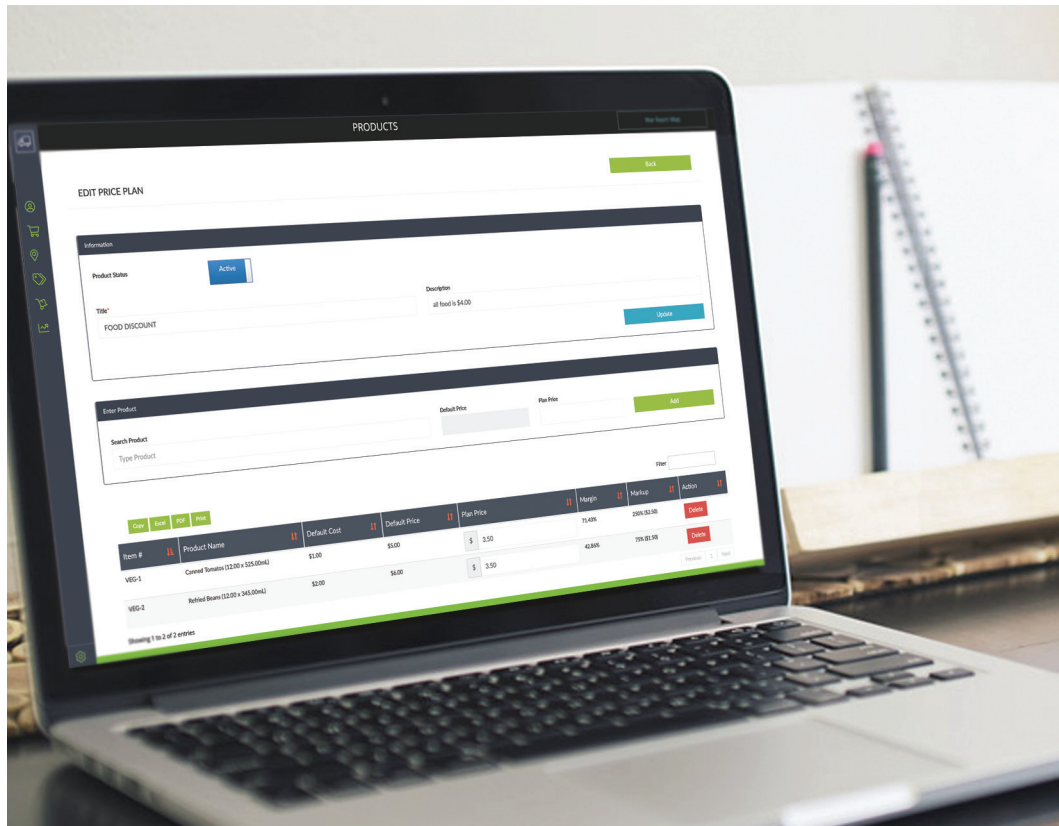 PRODUCTS
War Room Map
EDIT PRICE PLAN
Back
Information
Product Status
Active
Title*
Description
FOOD DISCOUNT
all food is $4.00
Update
Enter Product
Search Product
Default Price
Plan Price
Type Product
Add
Filter
Copy Excel PDF Print
Item # Product Name Default Cost Default Price Plan Price Margin Markup Action
VEG-1 Canned Tomatos (12.00 x 525.00mL) $1.00 $5.00 $ 3.50 71.43% 250% ($2.50) Delete
VEG-2 Refried Beans (12.00 x 345.00mL) $2.00 $6.00 $ 3.50 42.86% 75% ($1.50) Delete
Showing 1 to 2 of 2 entries
Previous 1 Next